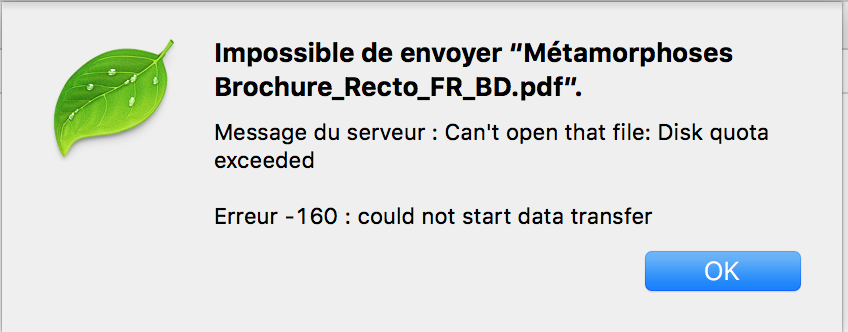 Impossible de envoyer “Métamorphoses
Brochure_Recto_FR_BD.pdf”.
Message du serveur : Can't open that file: Disk quota
exceeded
Erreur -160 : could not start data transfer
OK